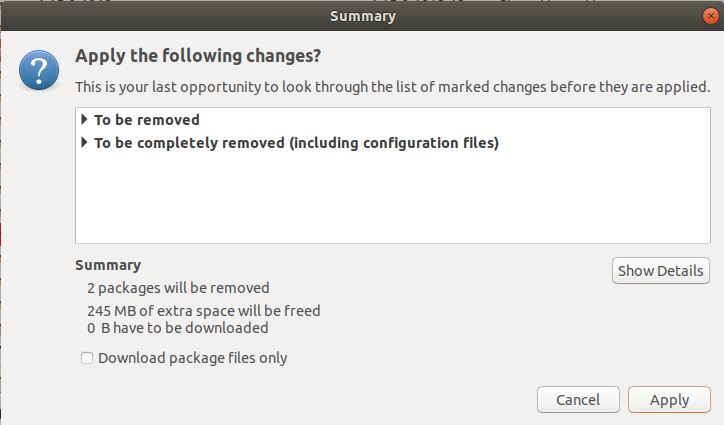 Summary
Apply the following changes?
This is your last opportunity to look through the list of marked changes before they are applied.
To be removed
To be completely removed (including configuration files)
Summary
Show Details
2 packages will be removed
245 MB of extra space will be freed
0 B have to be downloaded
Download package files only
Cancel
Apply